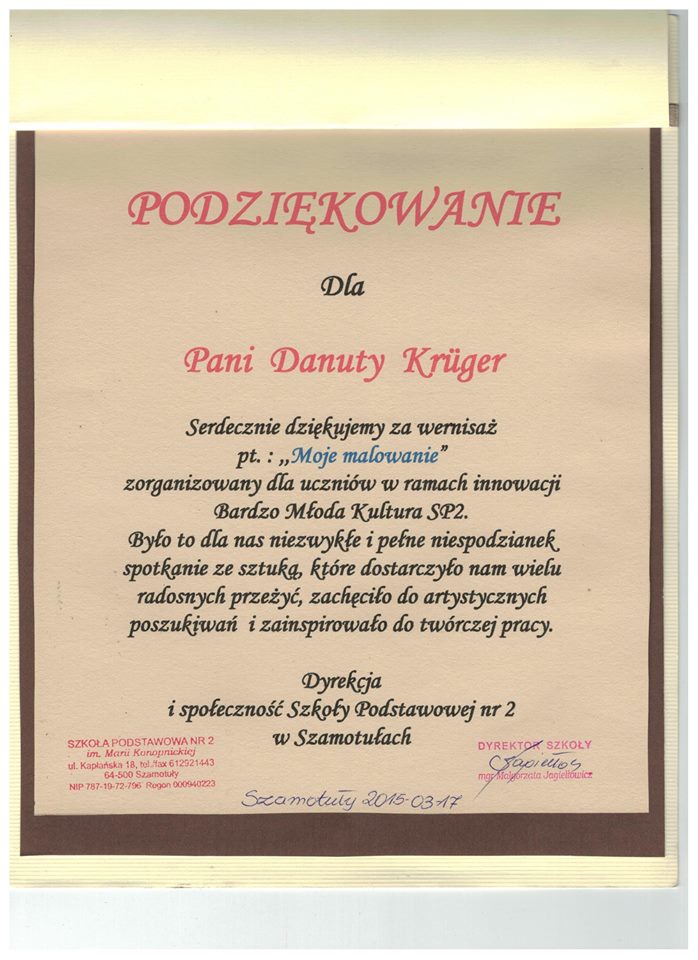 PODZIĘKOWANIE
Dla
Pani Danuty Krüger
Serdecznie dziękujemy za wernisaż
pt. : ,,Moje malowanie”
zorganizowany dla uczniów w ramach innowacji
Bardzo Młoda Kultura SP2.
Było to dla nas niezwykłe i pełne niespodzianek
spotkanie ze sztuką, które dostarczyło nam wielu
radosnych przeżyć, zachęciło do artystycznych
poszukiwań i zainspirowało do twórczej pracy.
Dyrekcja
i społeczność Szkoły Podstawowej nr 2
w Szamotułach
SZKOŁA PODSTAWOWA NR 2
im. Marii Konopnickiej
ul. Kapłańska 18, tel./fax 612921443
64-500 Szamotuły
NIP 787-19-72-796 Regon 000940223
DYREKTOR SZKOŁY
mgr Małgorzata Jagiełłowicz
Szamotuły 2015-03-17